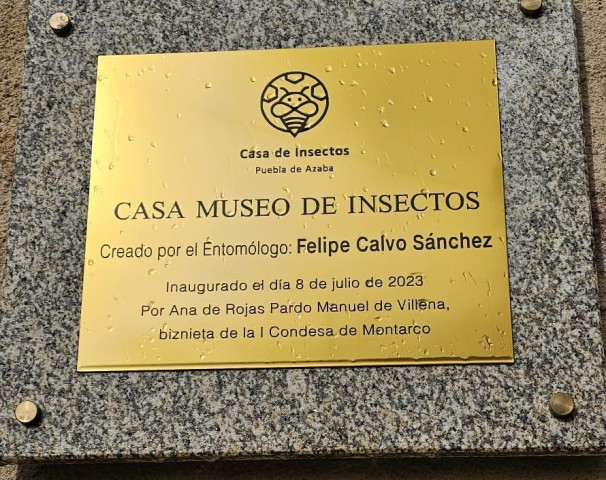 Casa de Insectos
Puebla de Azaba
CASA MUSEO DE INSECTOS
Creado por el Entomólogo: Felipe Calvo Sánchez
Inaugurado el día 8 de julio de 2023
Por Ana de Rojas Pardo Manuel de Villena,
biznieta de la I Condesa de Montarco